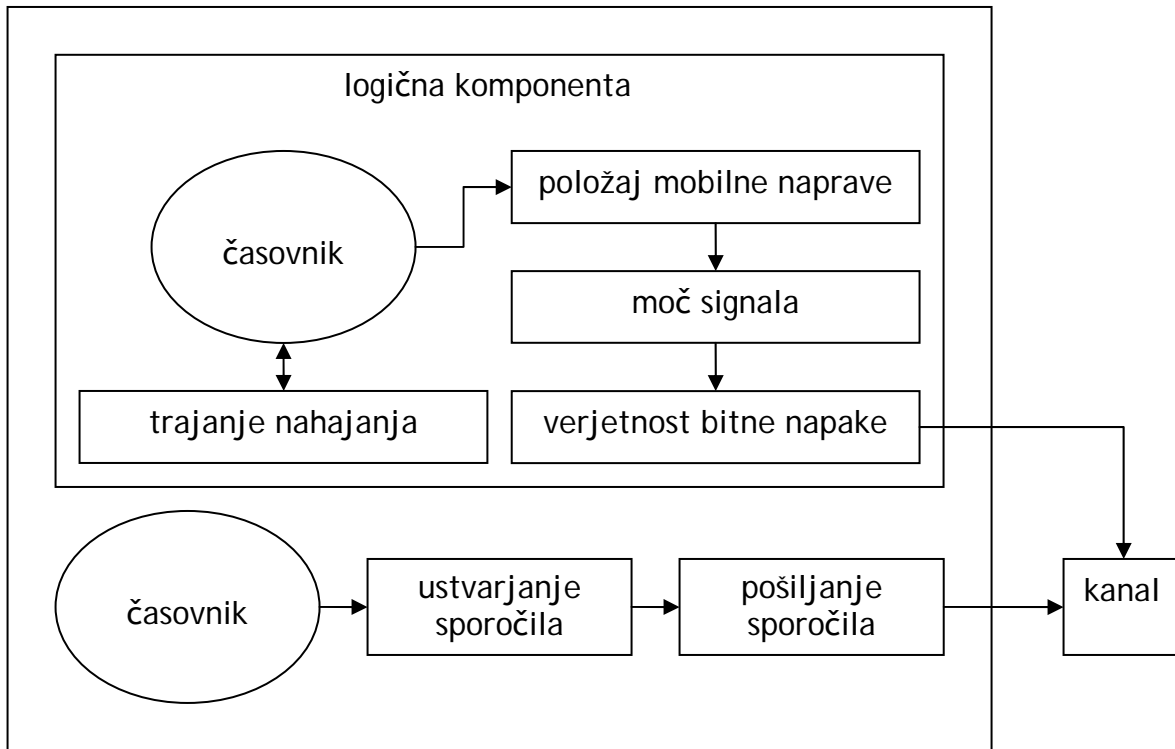 logična komponenta
časovnik
položaj mobilne naprave
moč signala
trajanje nahajanja
verjetnost bitne napake
časovnik
ustvarjanje
sporočila
pošiljanje
sporočila
kanal